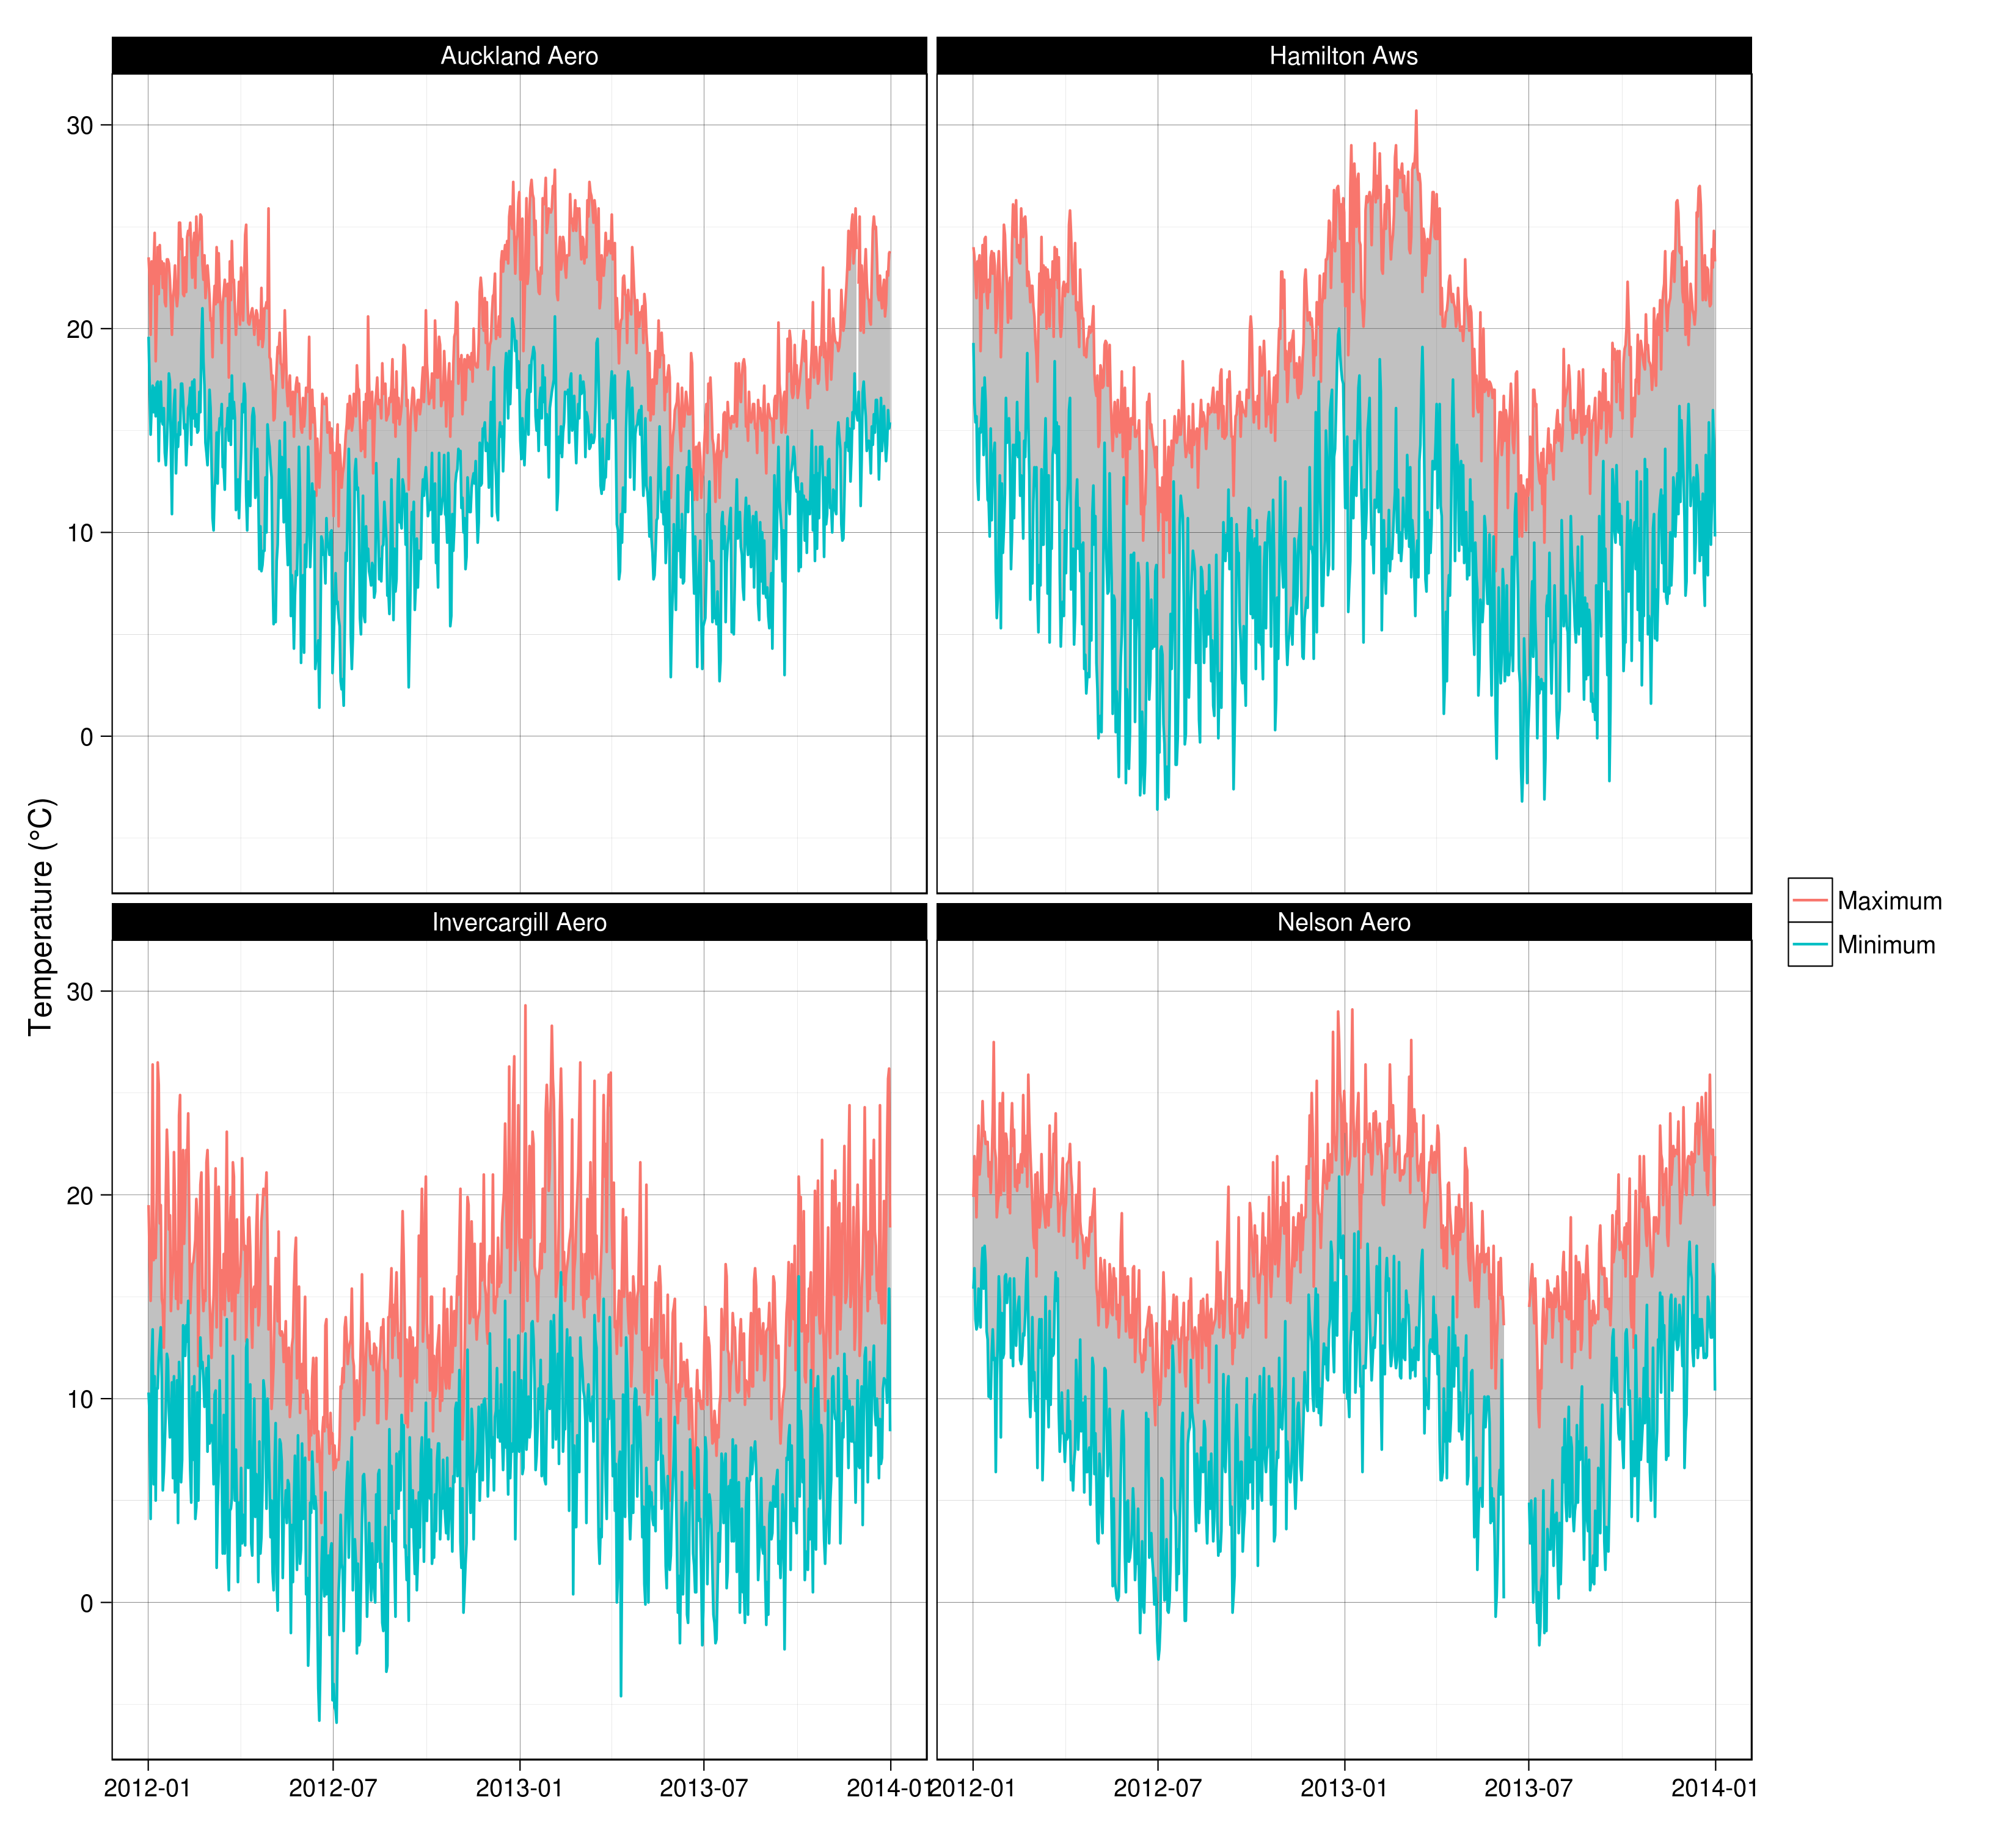 Auckland Aero
Hamilton Aws
30
20
10
0
Temperature (°C)
Maximum
Minimum
Invercargill Aero
Nelson Aero
30
20
10
0
2012-01
2012-07
2013-01
2013-07
2014-01
2012-01
2012-07
2013-01
2013-07
2014-01